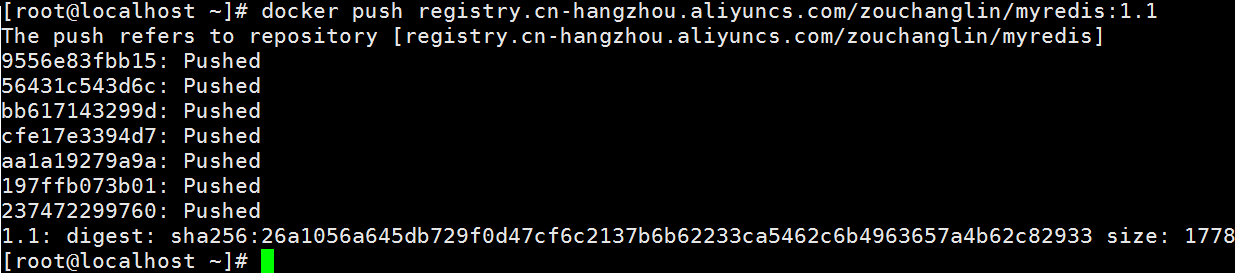 [root@localhost ~]# docker push registry.cn-hangzhou.aliyuncs.com/zouchanglin/myredis:1.1
The push refers to repository [registry.cn-hangzhou.aliyuncs.com/zouchanglin/myredis]
9556e83fbb15: Pushed
56431c543d6c: Pushed
bb617143299d: Pushed
cfe17e3394d7: Pushed
aa1a19279a9a: Pushed
197ffb073b01: Pushed
237472299760: Pushed
1.1: digest: sha256:26a1056a645db729f0d47cf6c2137b6b62233ca5462c6b4963657a4b62c82933 size: 1778
[root@localhost ~]#